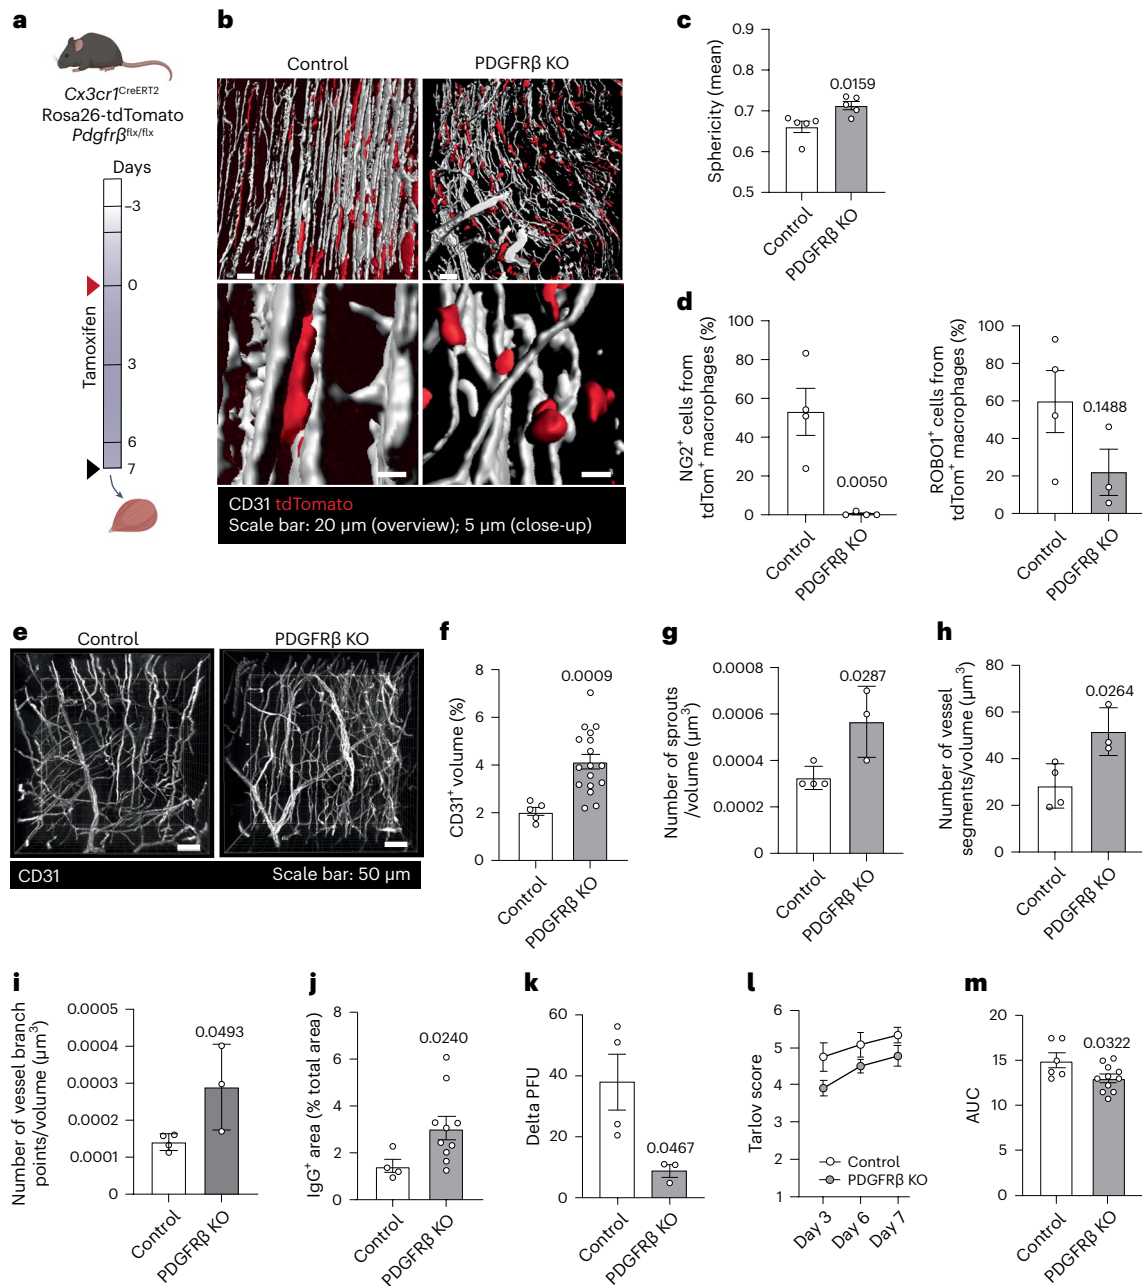 a
Cx3cr1CreERT2
Rosa26-tdTomato
Pdgfrβflx/flx
Days
–3
0
3
6
7
Tamoxifen
b
Control
PDGFRβ KO
CD31 tdTomato
Scale bar: 20 µm (overview); 5 µm (close-up)
c
Sphericity (mean)
0.9
0.8
0.7
0.6
0.5
0.0159
Control
PDGFRβ KO
d
NG2+ cells from
tdTom+ macrophages (%)
100
80
60
40
20
0
0.0050
Control
PDGFRβ KO
ROBO1+ cells from
tdTom+ macrophages (%)
100
80
60
40
20
0
0.1488
Control
PDGFRβ KO
e
Control
PDGFRβ KO
CD31
Scale bar: 50 µm
f
CD31+ volume (%)
8
6
4
2
0
0.0009
Control
PDGFRβ KO
g
Number of sprouts
/volume (µm3)
0.0008
0.0006
0.0004
0.0002
0
0.0287
Control
PDGFRβ KO
h
Number of vessel
segments/volume (µm3)
80
60
40
20
0
0.0264
Control
PDGFRβ KO
i
Number of vessel branch
points/volume (µm3)
0.0005
0.0004
0.0003
0.0002
0.0001
0
0.0493
Control
PDGFRβ KO
j
IgG+ area (% total area)
8
6
4
2
0
0.0240
Control
PDGFRβ KO
k
Delta PFU
60
40
20
0
0.0467
Control
PDGFRβ KO
l
Tarlov score
6
5
4
3
2
1
Control
PDGFRβ KO
Day 3
Day 6
Day 7
m
AUC
20
15
10
5
0
0.0322
Control
PDGFRβ KO